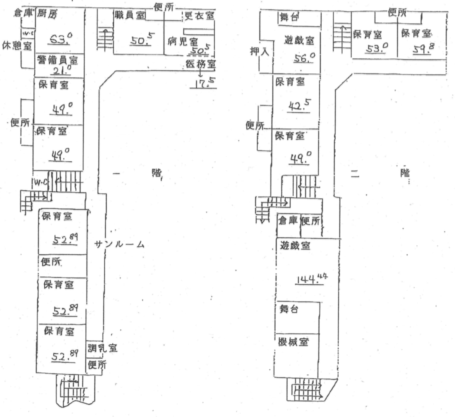 便所
倉庫 厨房
職員室
更衣室
W.C
63.0
50.5
病児室
50.5
休憩室
警備員室
21.0
医務室
17.5
保育室
49.0
便所
保育室
49.0
一階
W.C
保育室
52.89
サンルーム
便所
保育室
52.89
保育室
52.89
調乳室
便所
舞台
便所
遊戯室
56.0
保育室
53.0
保育室
59.8
押入
保育室
42.5
便所
保育室
49.0
二階
倉庫 便所
遊戯室
144.44
舞台
機械室